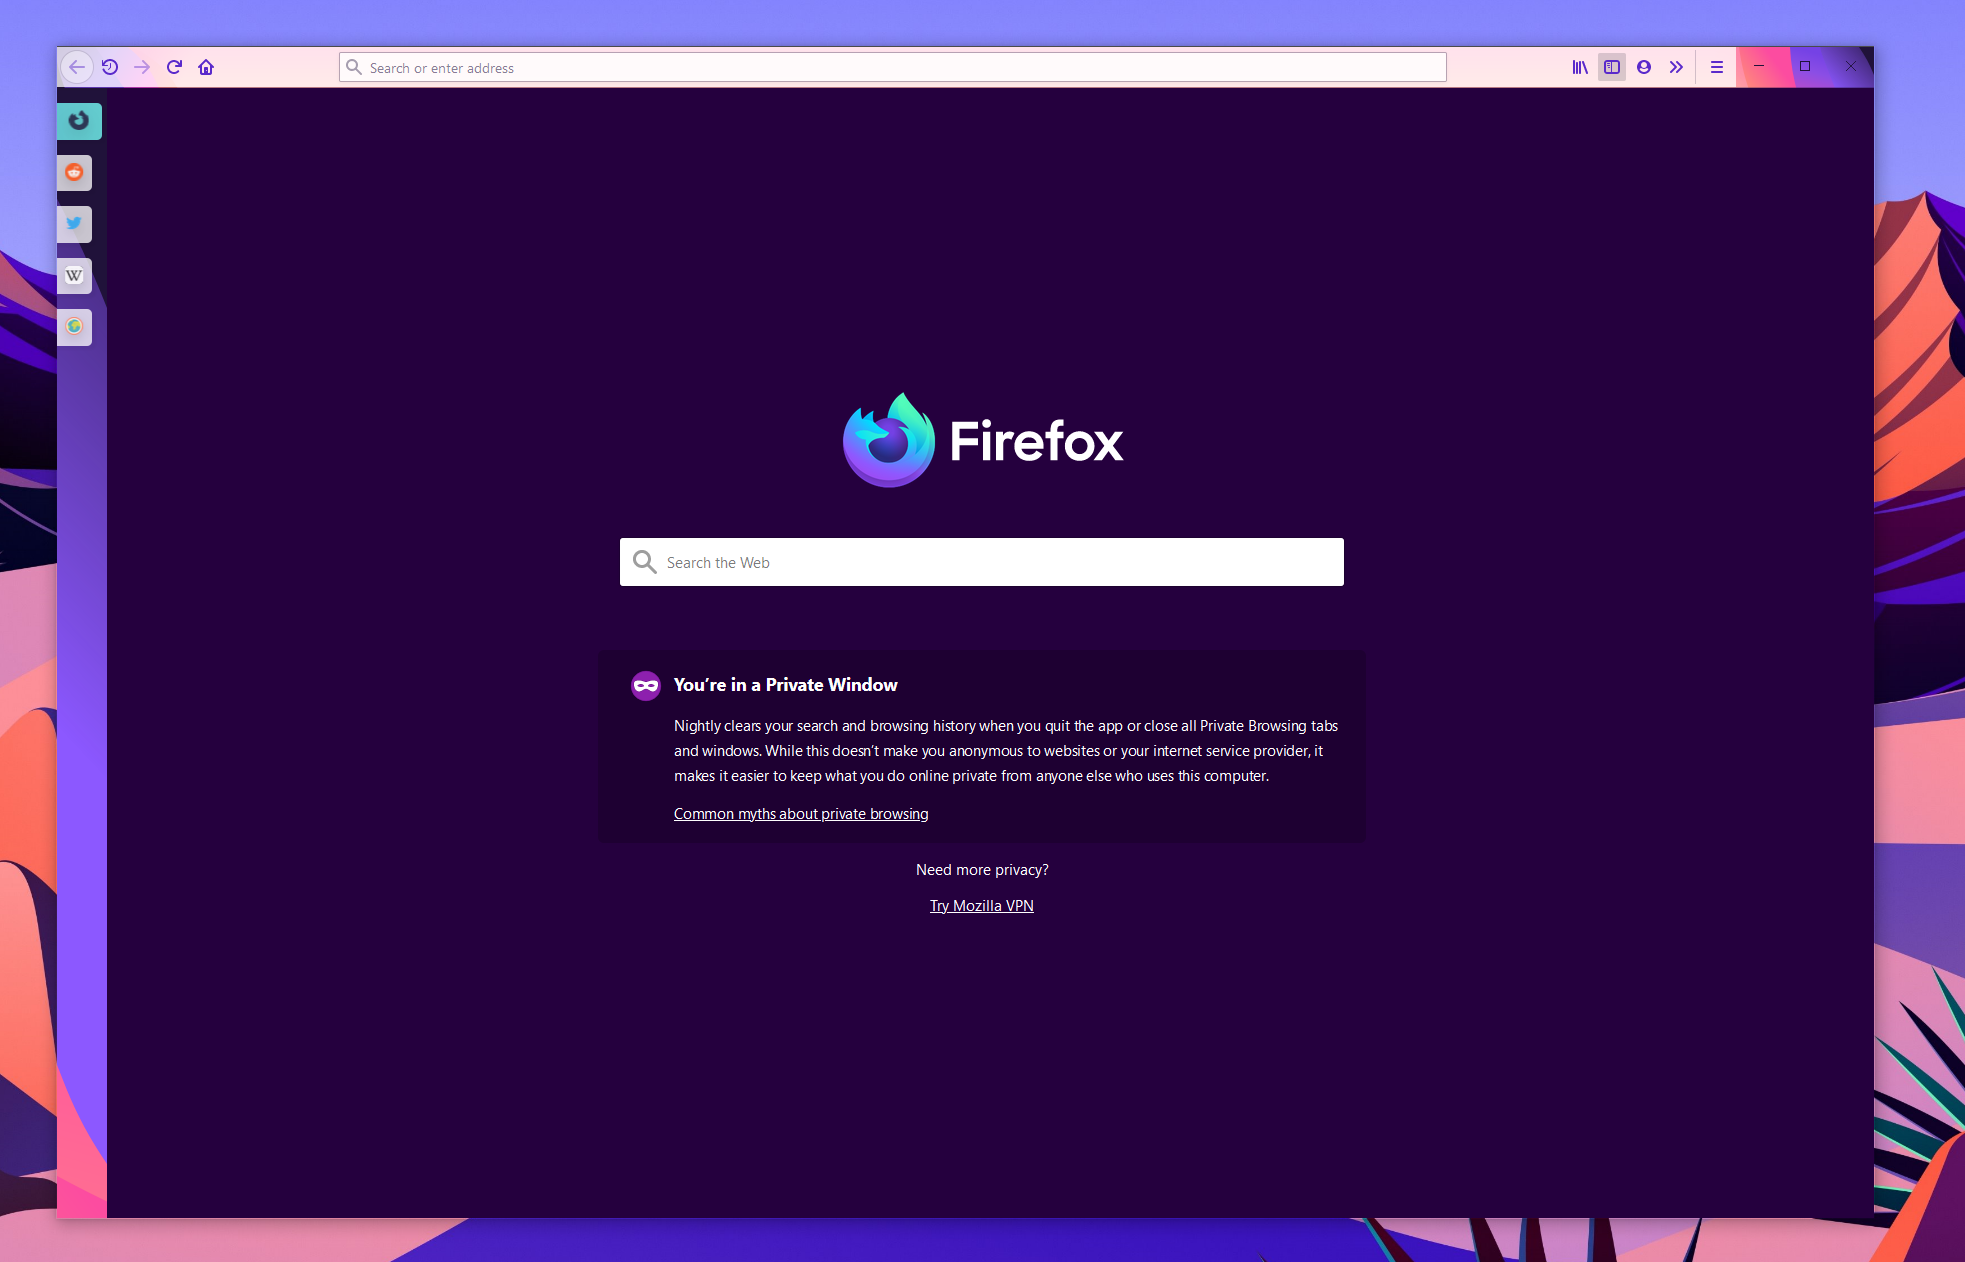 Search or enter address
W
Firefox
Search the Web
You’re in a Private Window
Nightly clears your search and browsing history when you quit the app or close all Private Browsing tabs
and windows. While this doesn’t make you anonymous to websites or your internet service provider, it
makes it easier to keep what you do online private from anyone else who uses this computer.
Common myths about private browsing
Need more privacy?
Try Mozilla VPN